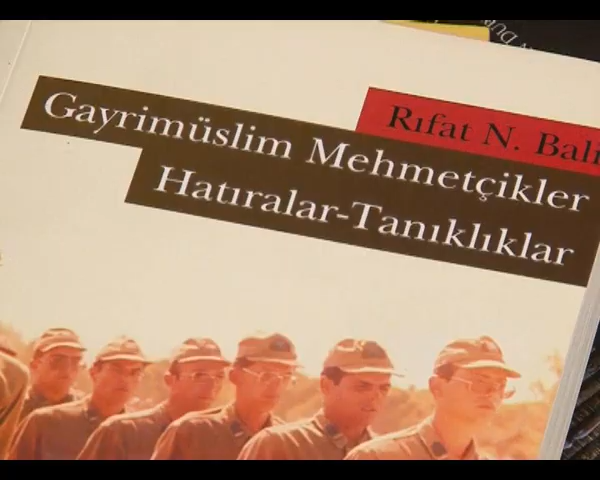 Rıfat N. Bali
Gayrimüslim Mehmetçikler
Hatıralar-Tanıklıklar